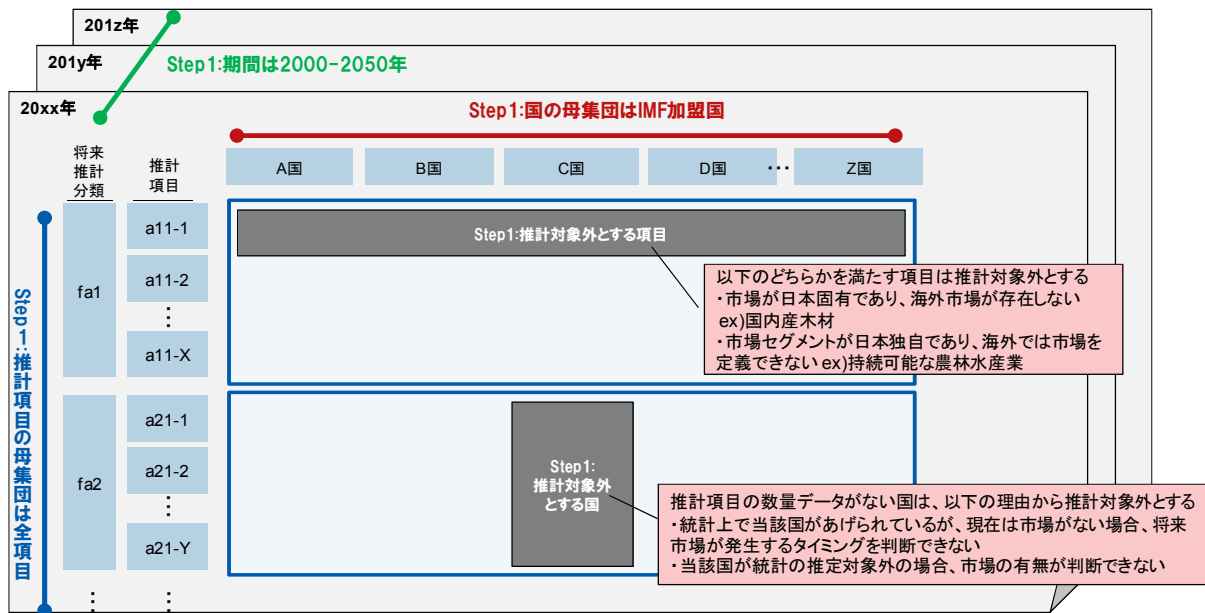 201z年
201y年
Step1:期間は2000-2050年
20xx年
Step1:国の母集団はIMF加盟国
将来
推計
分類
推計
項目
A国
B国
C国
D国
…
Z国
Step1:推計項目の母集団は全項目
fa1
a11-1
a11-2
⋮
a11-X
Step1:推計対象外とする項目
以下のどちらかを満たす項目は推計対象外とする
・市場が日本固有であり、海外市場が存在しない
ex)国内産木材
・市場セグメントが日本独自であり、海外では市場を
定義できない ex)持続可能な農林水産業
fa2
a21-1
a21-2
⋮
a21-Y
Step1:
推計対象外
とする国
推計項目の数量データがない国は、以下の理由から推計対象外とする
・統計上で当該国があげられているが、現在は市場がない場合、将来
市場が発生するタイミングを判断できない
・当該国が統計の推定対象外の場合、市場の有無が判断できない
⋮
⋮